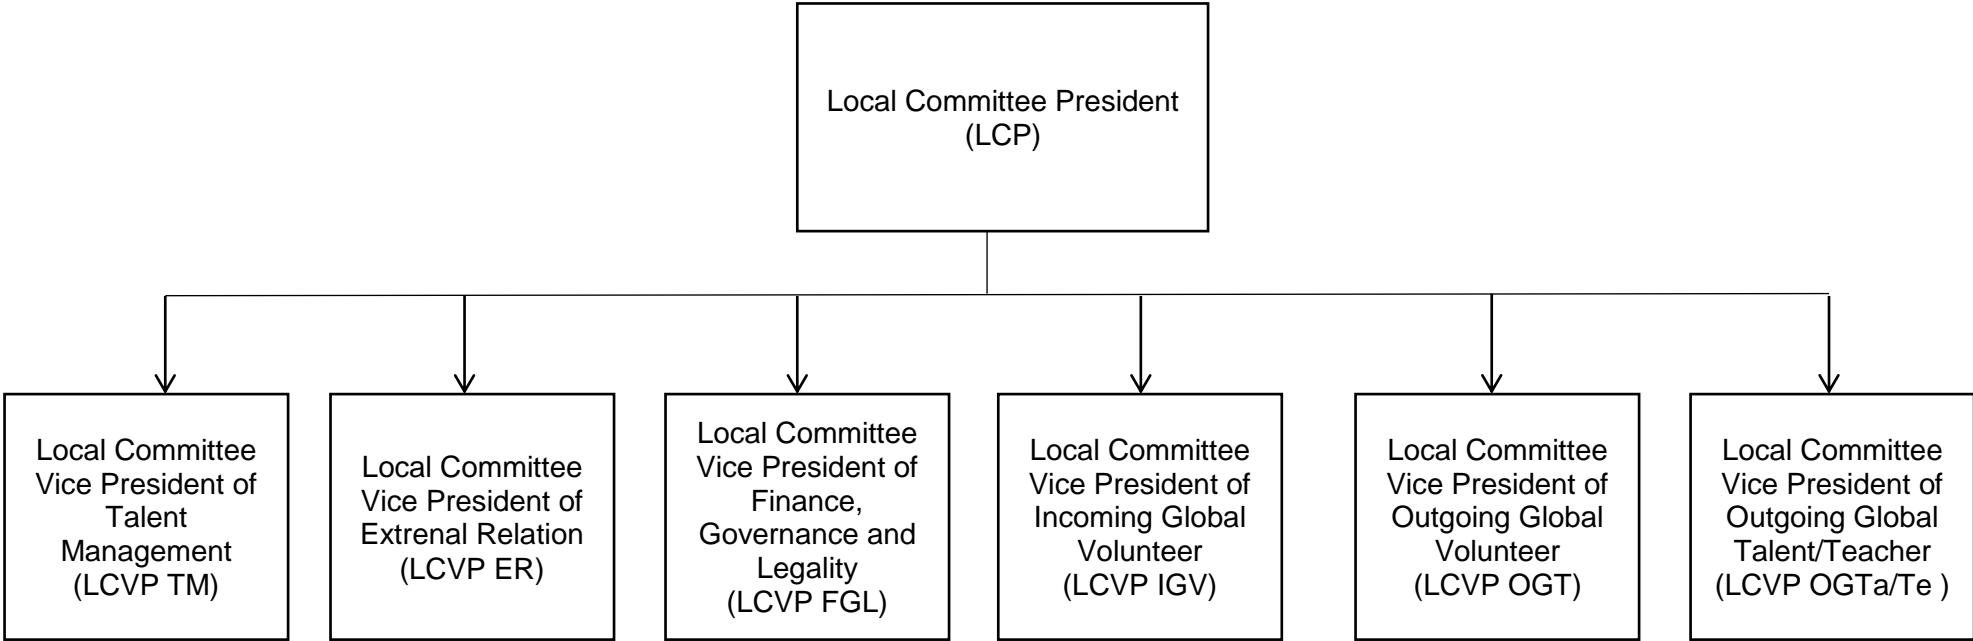 Local Committee President
(LCP)
Local Committee
Vice President of
Talent
Management
(LCVP TM)
Local Committee
Vice President of
Extrenal Relation
(LCVP ER)
Local Committee
Vice President of
Finance,
Governance and
Legality
(LCVP FGL)
Local Committee
Vice President of
Incoming Global
Volunteer
(LCVP IGV)
Local Committee
Vice President of
Outgoing Global
Volunteer
(LCVP OGT)
Local Committee
Vice President of
Outgoing Global
Talent/Teacher
(LCVP OGTa/Te )